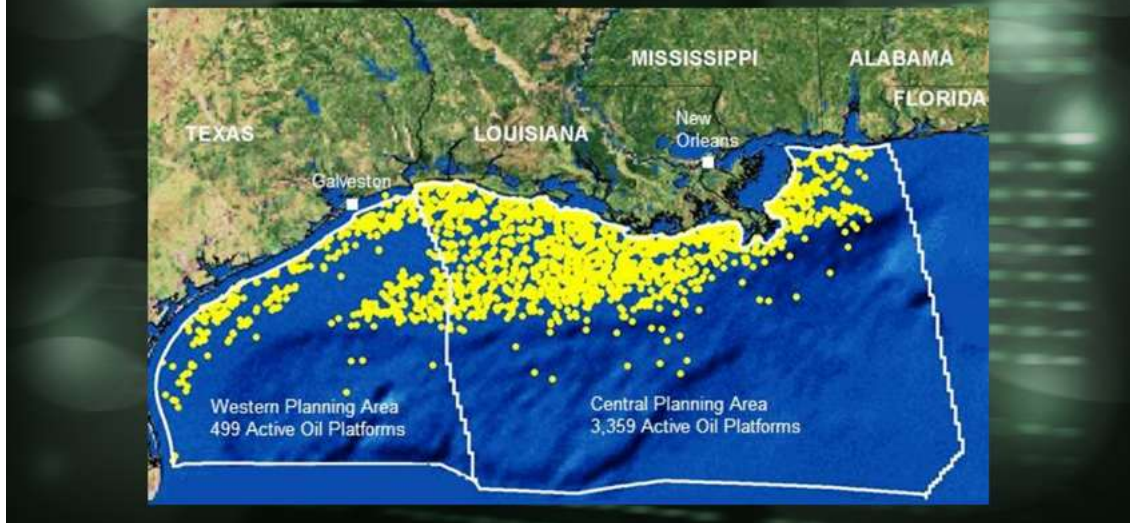 MISSISSIPPI
ALABAMA
FLORIDA
New
Orleans
TEXAS
LOUISIANA
Galveston
Western Planning Area
499 Active Oil Platforms
Central Planning Area
3,359 Active Oil Platforms